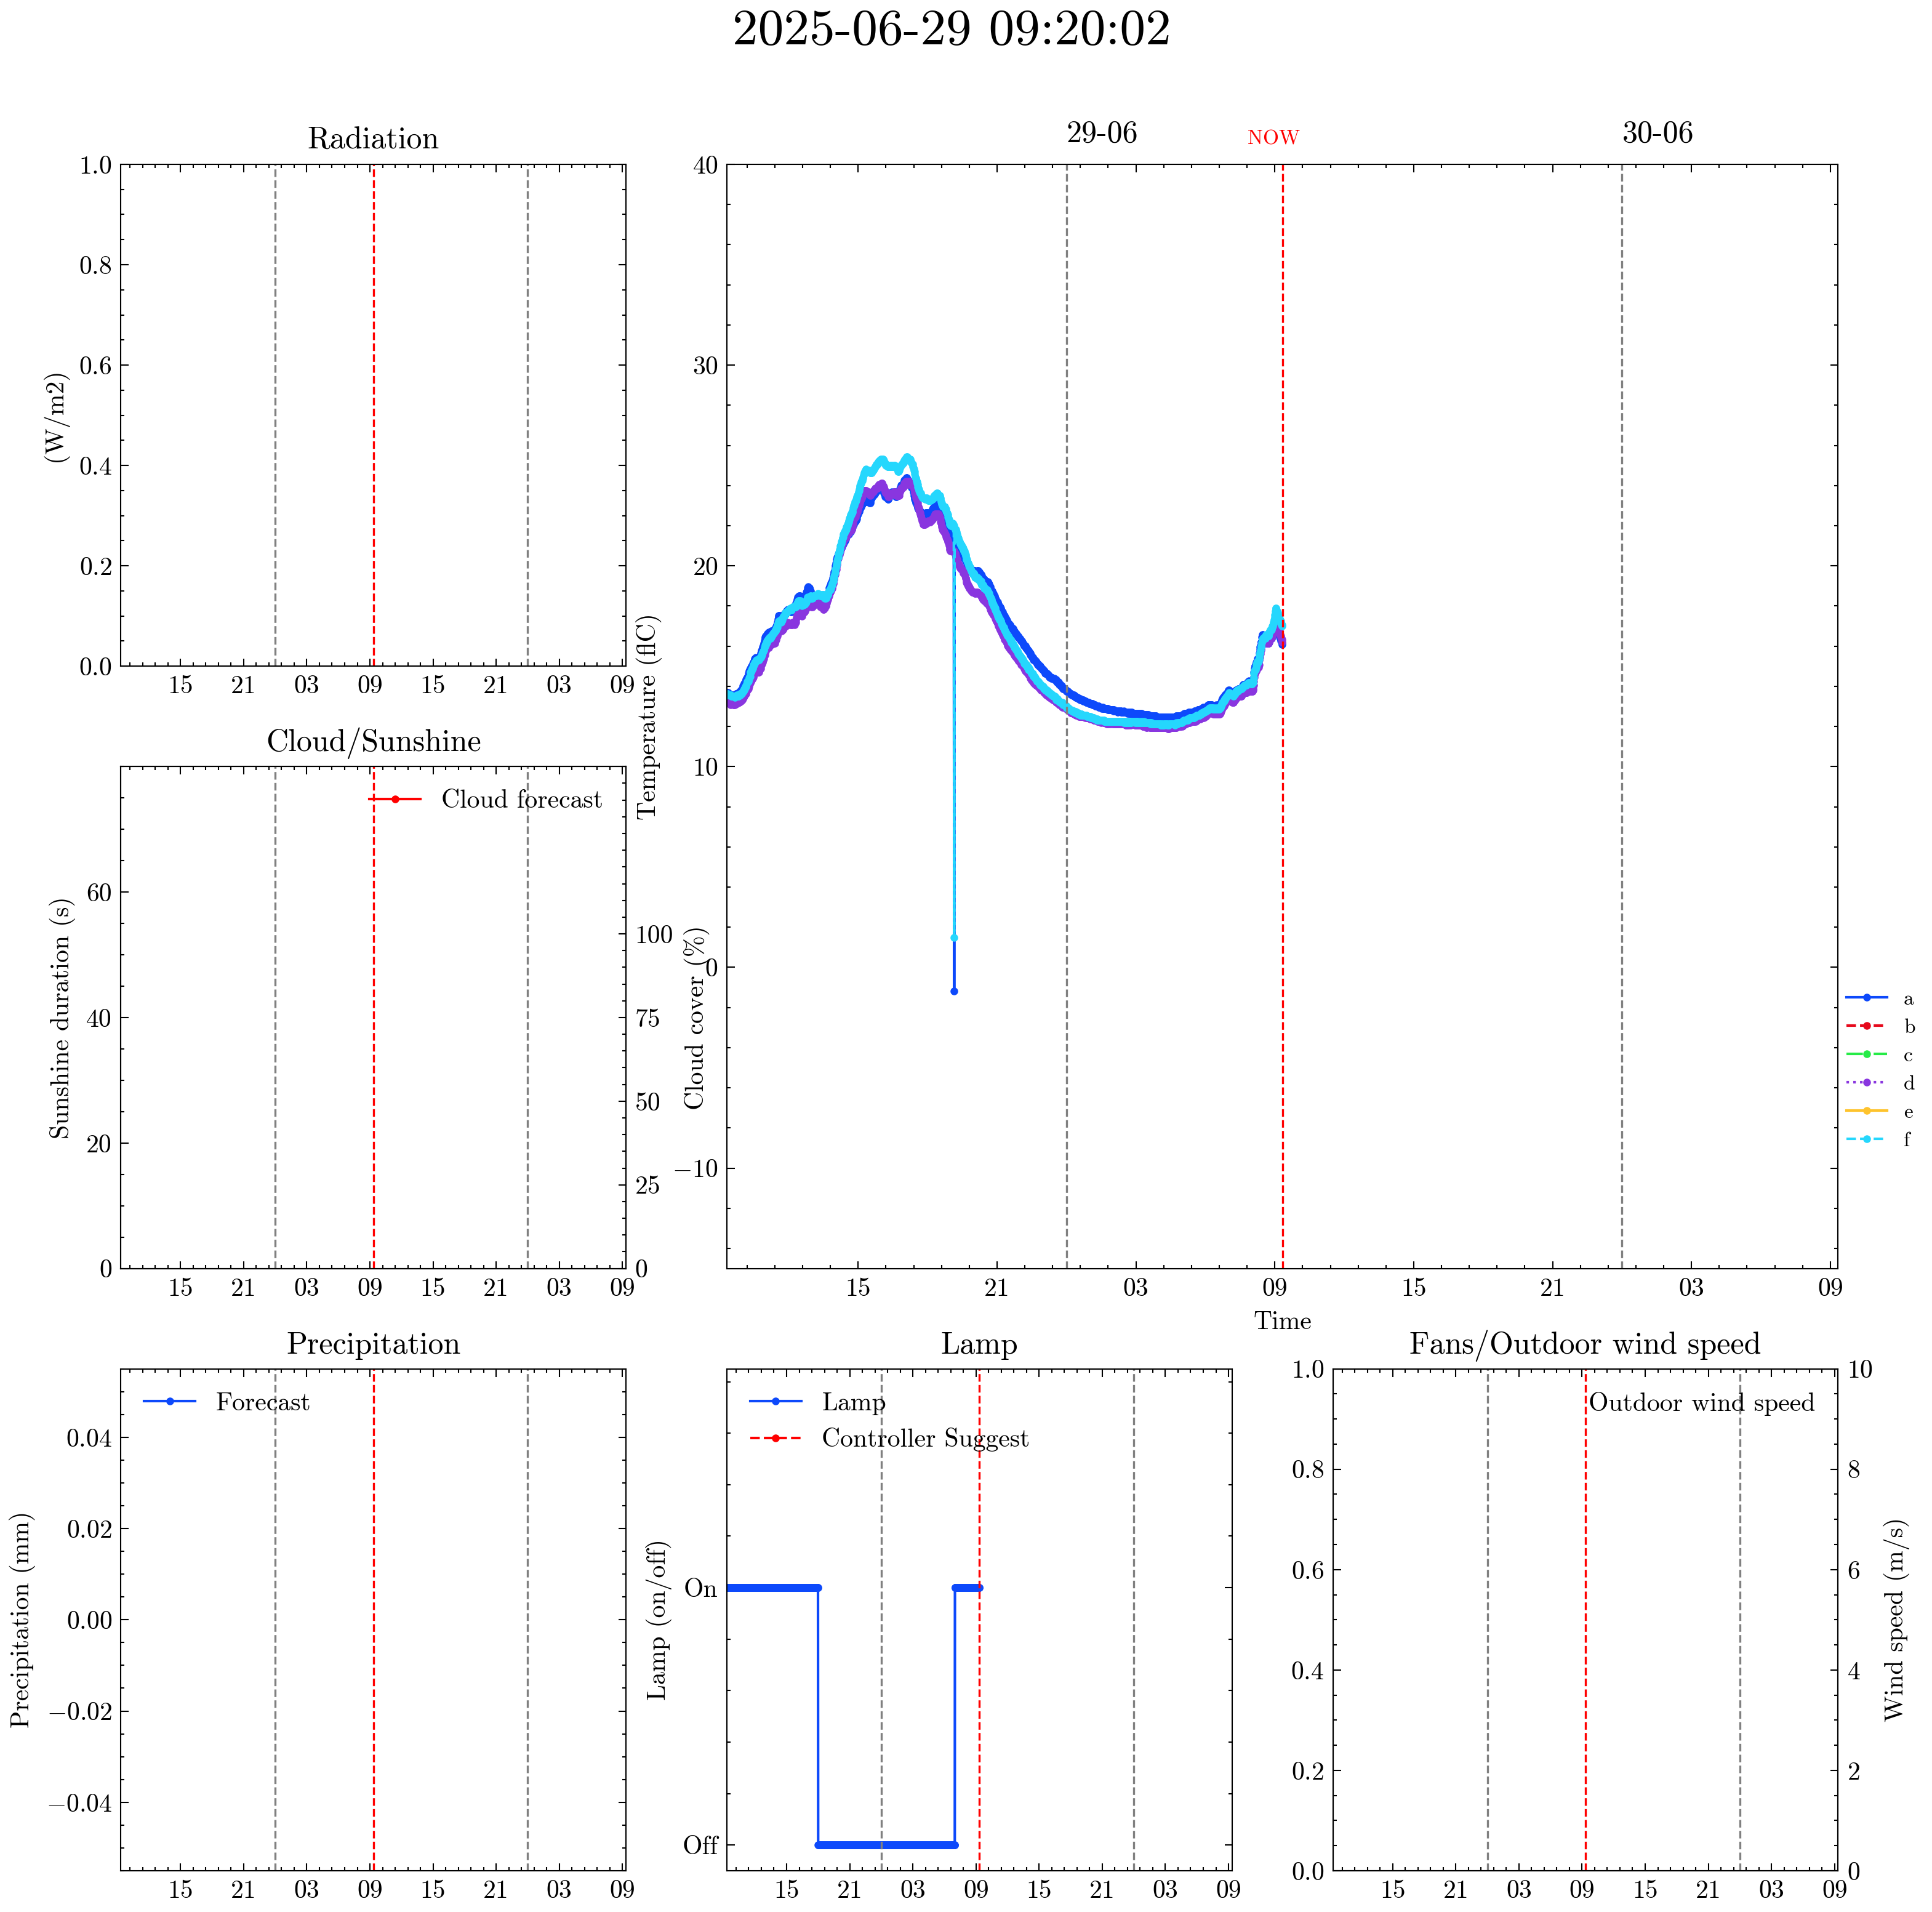 2025-06-29 09:20:02
Radiation
1.0
0.8
0.6
0.4
0.2
0.0
(W/m2)
15 21 03 09 15 21 03 09
29-06
NOW
30-06
40
30
20
10
0
−10
Temperature (flC)
15 21 03 09 15 21 03 09
Time
a
b
c
d
e
f
Cloud/Sunshine
Cloud forecast
60
40
20
0
Sunshine duration (s)
100
75
50
25
0
Cloud cover (%)
15 21 03 09 15 21 03 09
Precipitation
Forecast
0.04
0.02
0.00
−0.02
−0.04
Precipitation (mm)
15 21 03 09 15 21 03 09
Lamp
Lamp
Controller Suggest
On
Off
Lamp (on/off)
15 21 03 09 15 21 03 09
Fans/Outdoor wind speed
Outdoor wind speed
1.0
0.8
0.6
0.4
0.2
0.0
10
8
6
4
2
0
Wind speed (m/s)
15 21 03 09 15 21 03 09